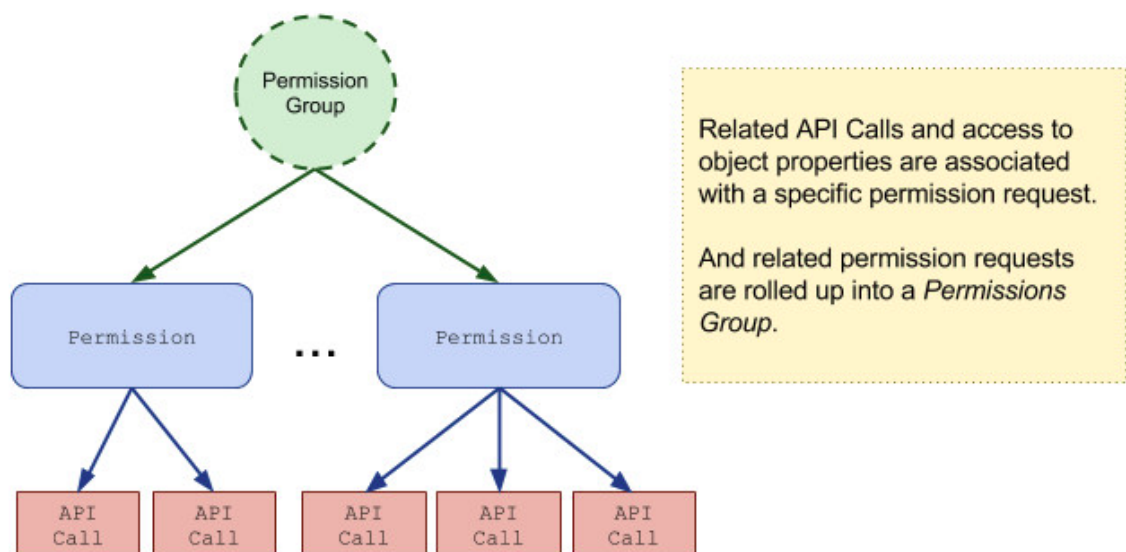 Permission
Group
Related API Calls and access to
object properties are associated
with a specific permission request.
And related permission requests
are rolled up into a Permissions
Group.
Permission
...
Permission
API
Call
API
Call
API
Call
API
Call
API
Call